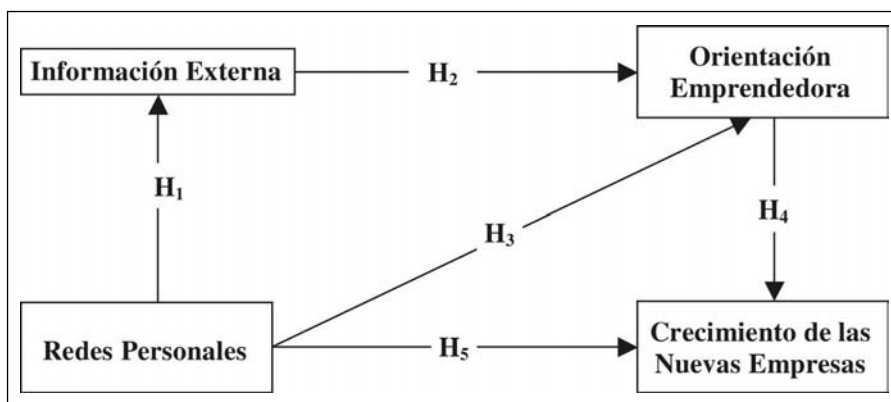 Información Externa
H₂
Orientación
Emprendedora
H₁
H₃
H₄
Redes Personales
H₅
Crecimiento de las
Nuevas Empresas